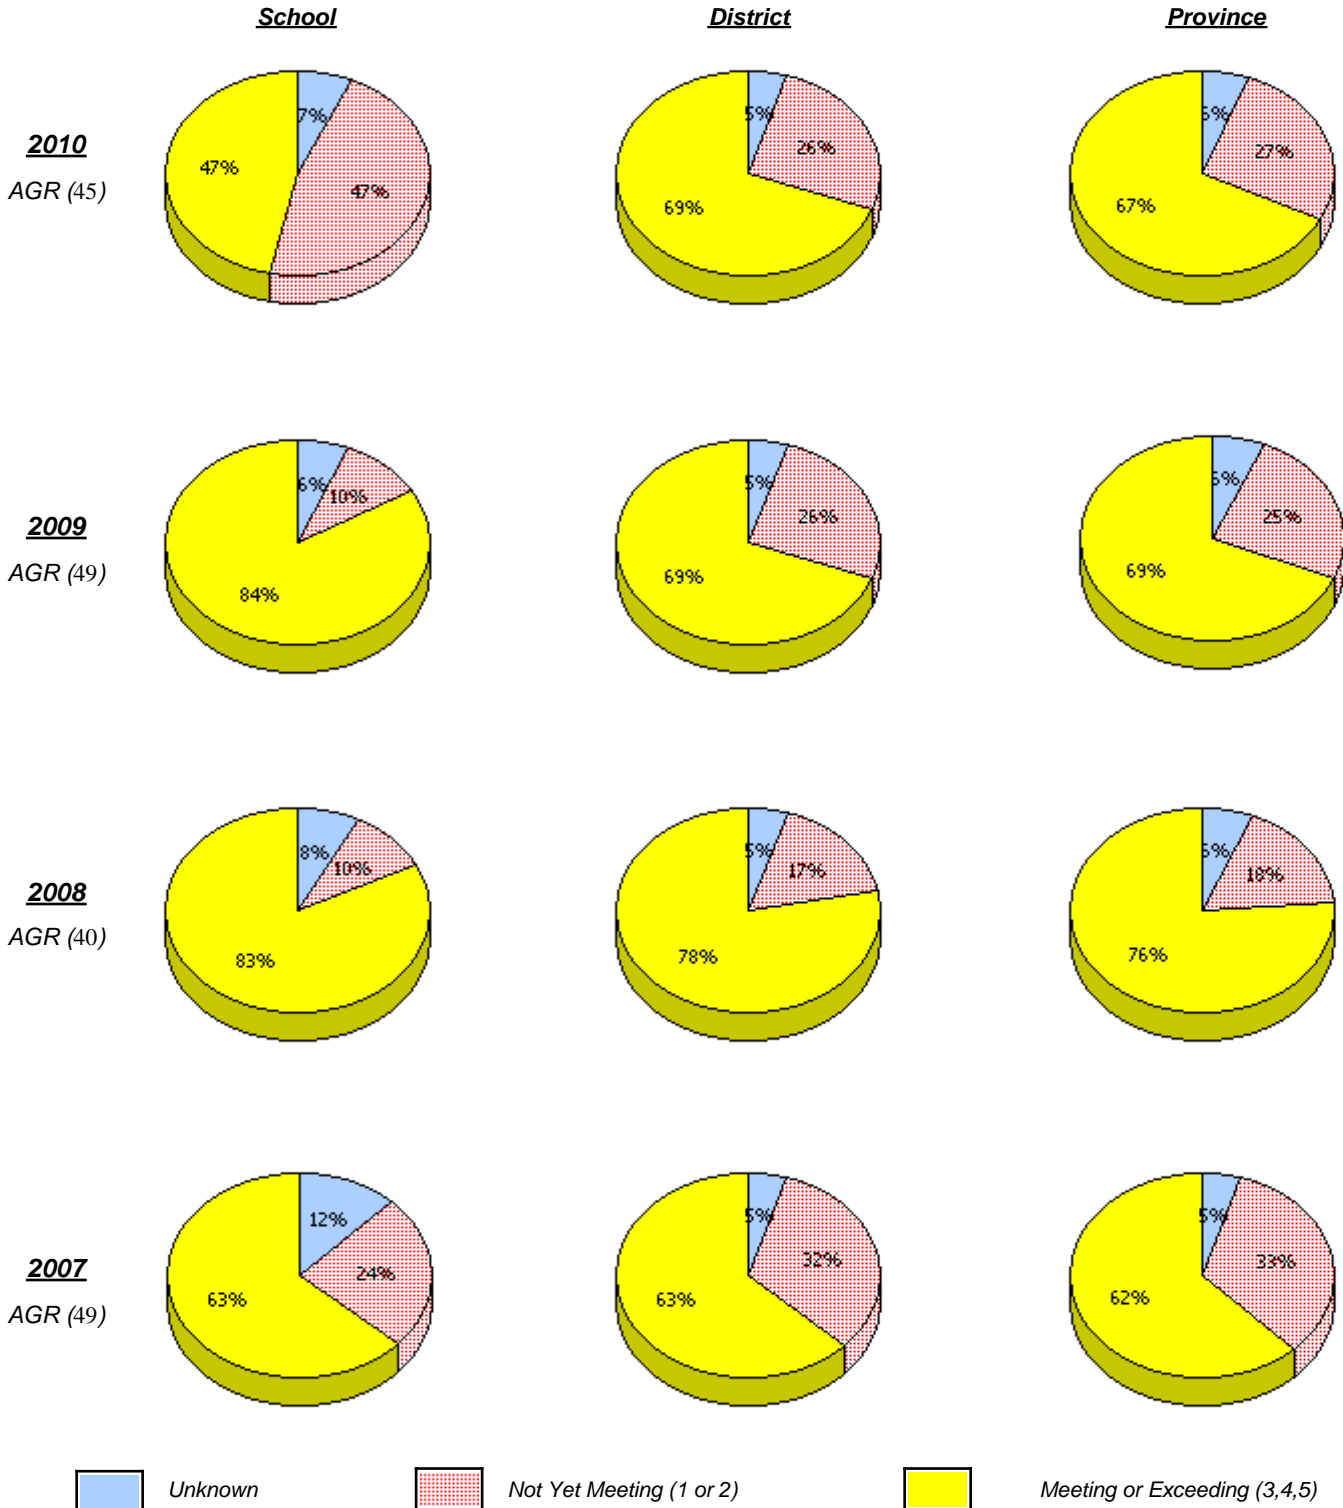 School District Province
2010
AGR (45)
7% 47% 47%
5% 26% 69%
27% 67%
2009
AGR (49)
6% 10% 84%
5% 26% 69%
25% 69%
2008
AGR (40)
8% 10% 83%
5% 17% 78%
18% 76%
2007
AGR (49)
12% 24% 63%
5% 32% 63%
5% 33% 62%
Unknown Not Yet Meeting (1 or 2) Meeting or Exceeding (3,4,5)